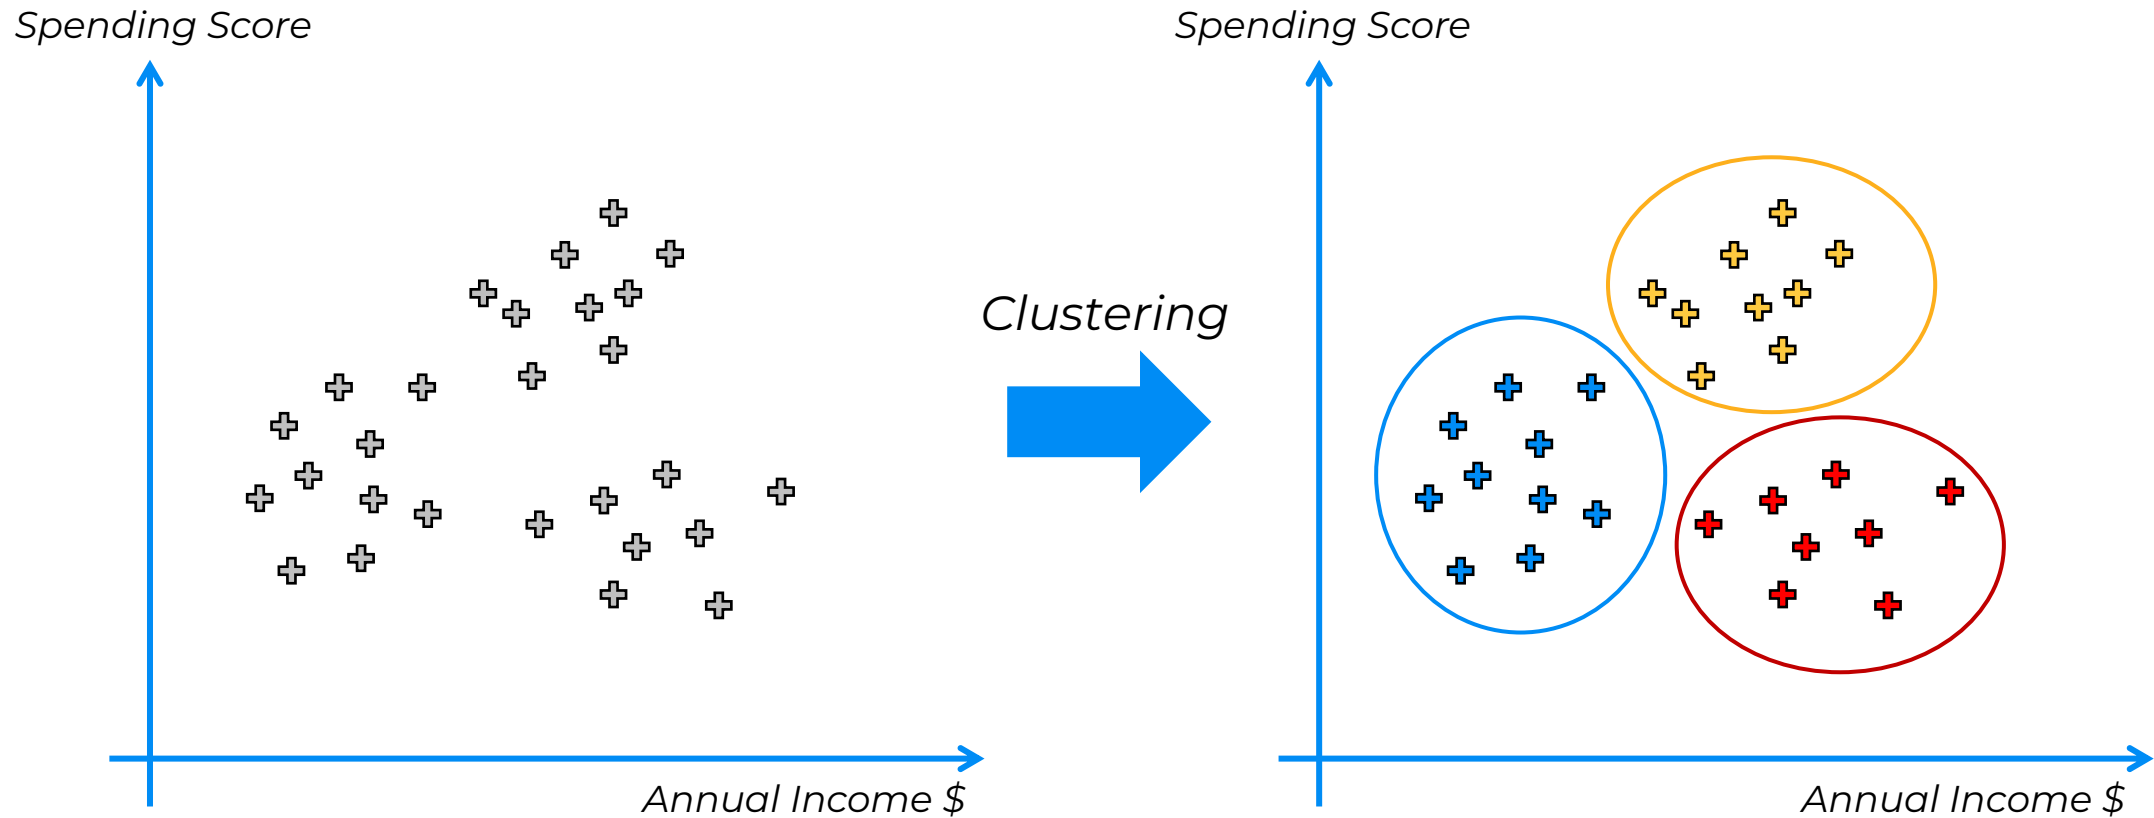 Spending Score
Spending Score
Clustering
Annual Income $
Annual Income $